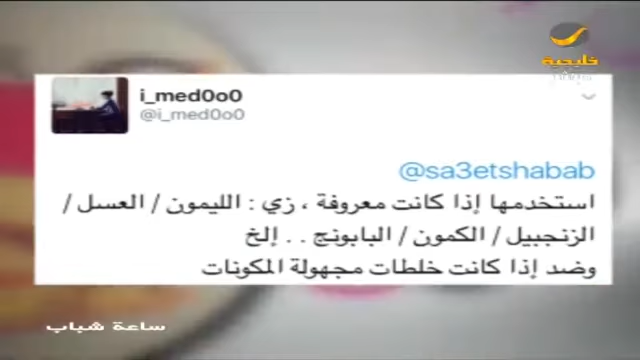 خليجية
i_med0o0
@i_med0o0
@sa3etshabab
استخدمها إذا كانت معروفة ، زي : الليمون / العسل /
الزنجبيل / الكمون / البابونج . . إلخ
وضد إذا كانت خلطات مجهولة المكونات
ساعة شباب